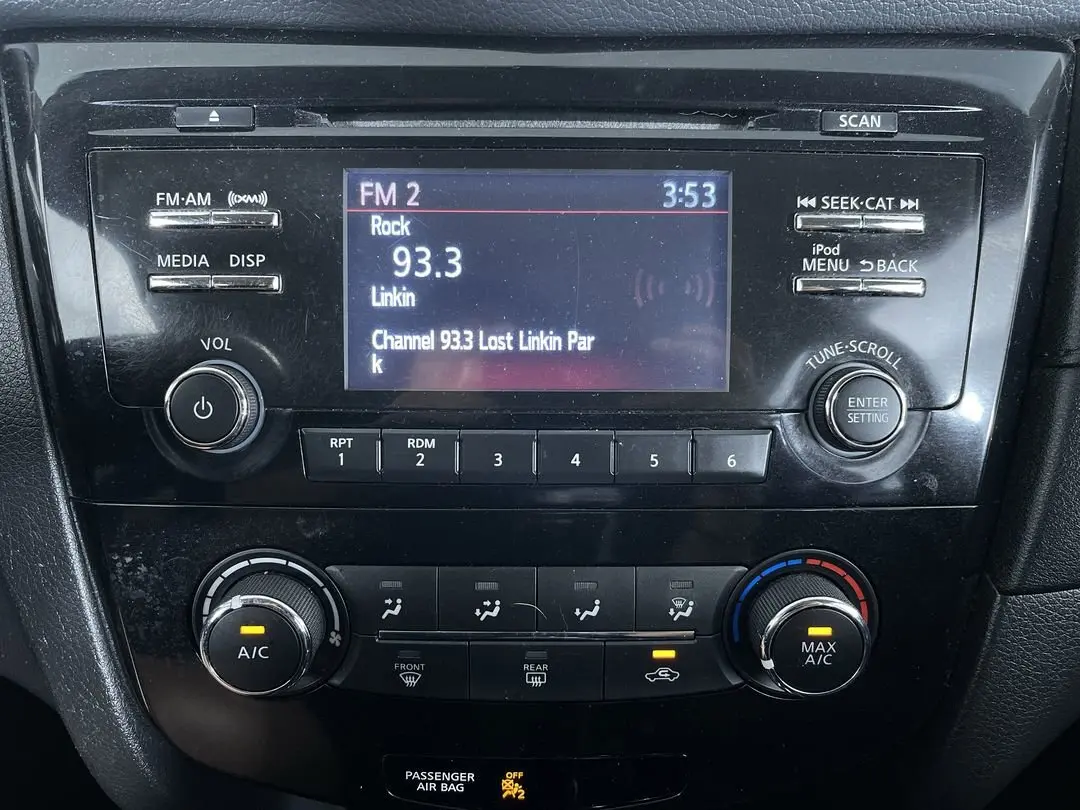 SCAN
FM·AM ((XM))
SEEK·CAT
MEDIA DISP
iPod
MENU BACK
VOL
FM 2 3:53
Rock
93.3
Linkin
Channel 93.3 Lost Linkin Par
k
TUNE·SCROLL
ENTER
SETTING
RPT
1
RDM
2
3
4
5
6
A/C
MAX
A/C
FRONT
REAR
PASSENGER
AIR BAG
OFF
2